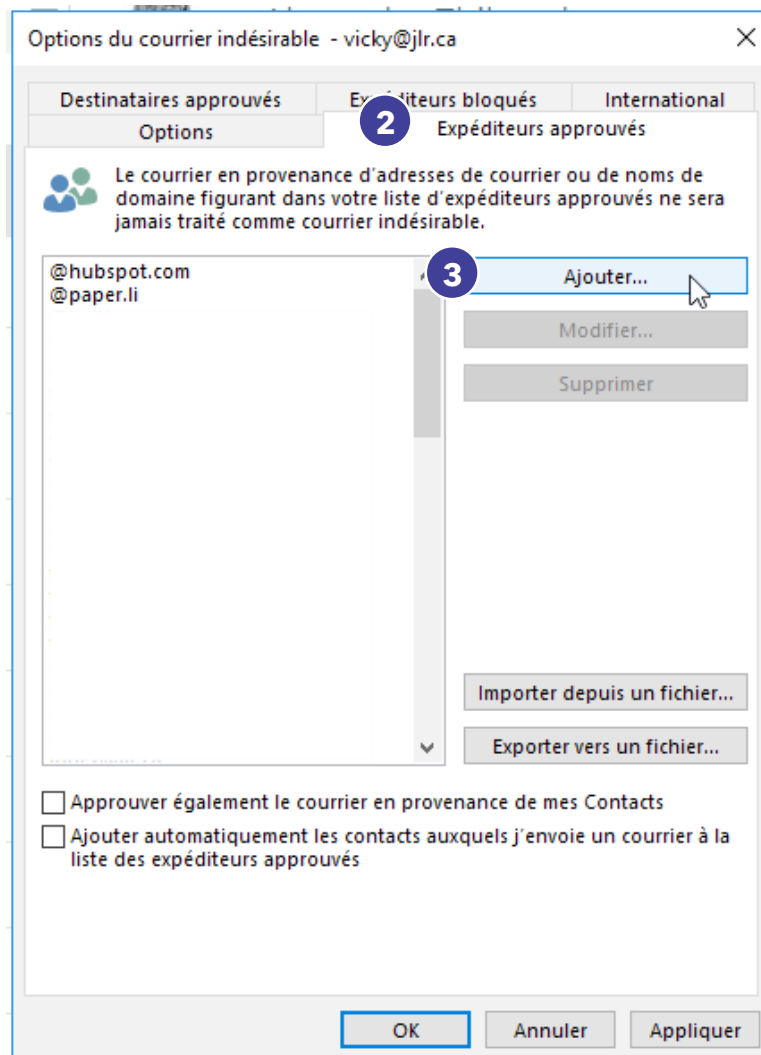 Options du courrier indésirable - vicky@jlr.ca
Destinataires approuvés
Expéditeurs bloqués
International
Options
2
Expéditeurs approuvés
Le courrier en provenance d'adresses de courrier ou de noms de
domaine figurant dans votre liste d'expéditeurs approuvés ne sera
jamais traité comme courrier indésirable.
@hubspot.com
@paper.li
3
Ajouter...
Modifier...
Supprimer
Importer depuis un fichier...
Exporter vers un fichier...
Approuver également le courrier en provenance de mes Contacts
Ajouter automatiquement les contacts auxquels j'envoie un courrier à la
liste des expéditeurs approuvés
OK
Annuler
Appliquer